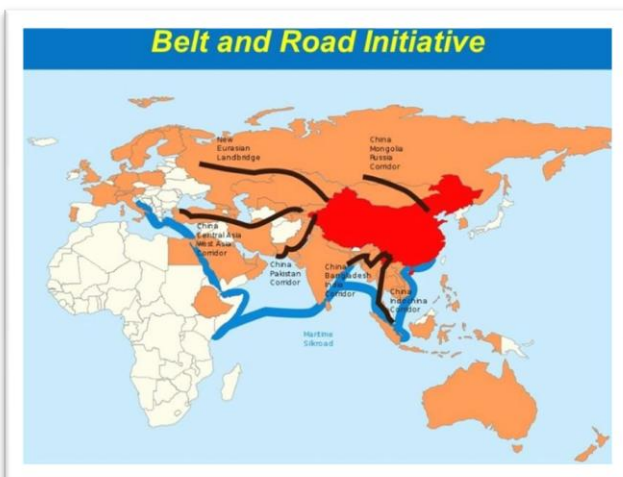 Belt and Road Initiative
New
Eurasian
Landbridge
China
Mongolia
Russia
Corridor
China
Central Asia
West Asia
Corridor
China
Pakistan
Corridor
China
Bangladesh
India
Corridor
China
Indochina
Corridor
Maritime
Silkroad